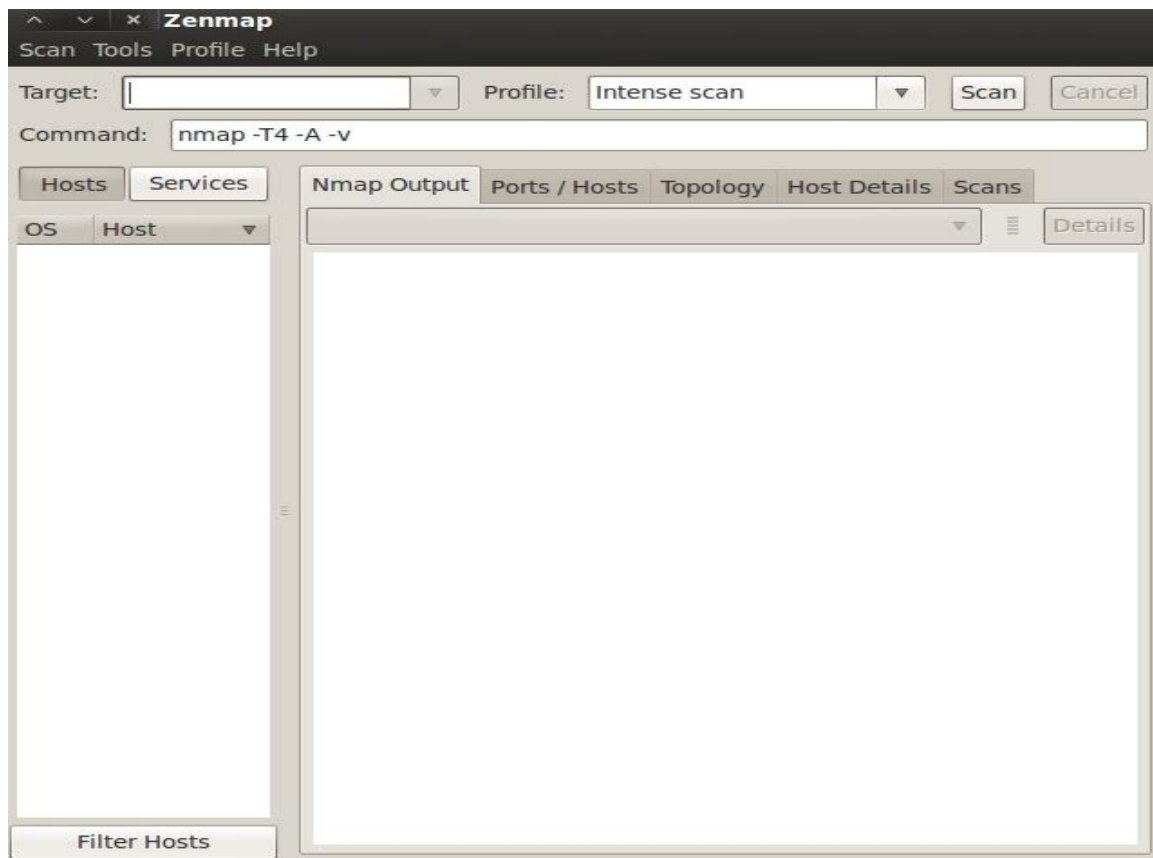 Zenmap
Scan Tools Profile Help
Target: Profile: Intense scan Scan Cancel
Command: nmap -T4 -A -v
Hosts Services Nmap Output Ports / Hosts Topology Host Details Scans
OS Host Details
Filter Hosts